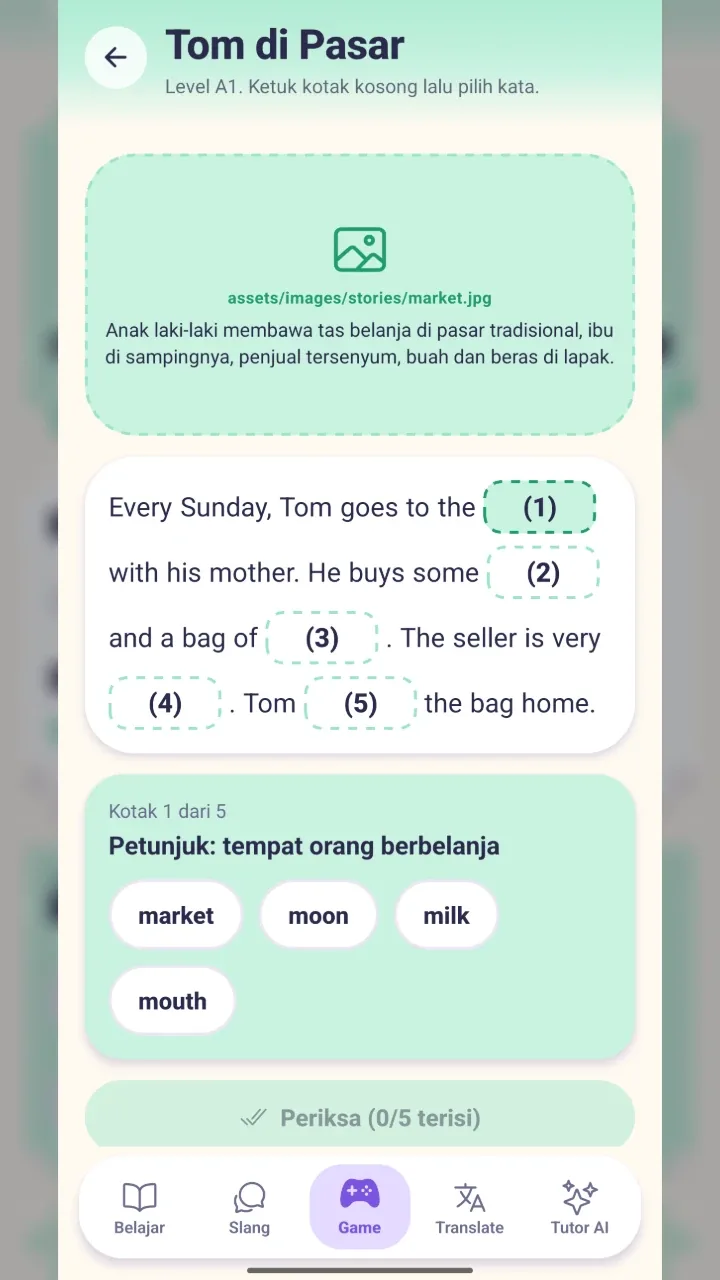 Tom di Pasar
Level A1. Ketuk kotak kosong lalu pilih kata.
assets/images/stories/market.jpg
Anak laki-laki membawa tas belanja di pasar tradisional, ibu
di sampingnya, penjual tersenyum, buah dan beras di lapak.
Every Sunday, Tom goes to the (1)
with his mother. He buys some (2)
and a bag of (3) . The seller is very
(4) . Tom (5) the bag home.
Kotak 1 dari 5
Petunjuk: tempat orang berbelanja
market moon milk
mouth
Periksa (0/5 terisi)
Belajar Slang Game Translate Tutor AI